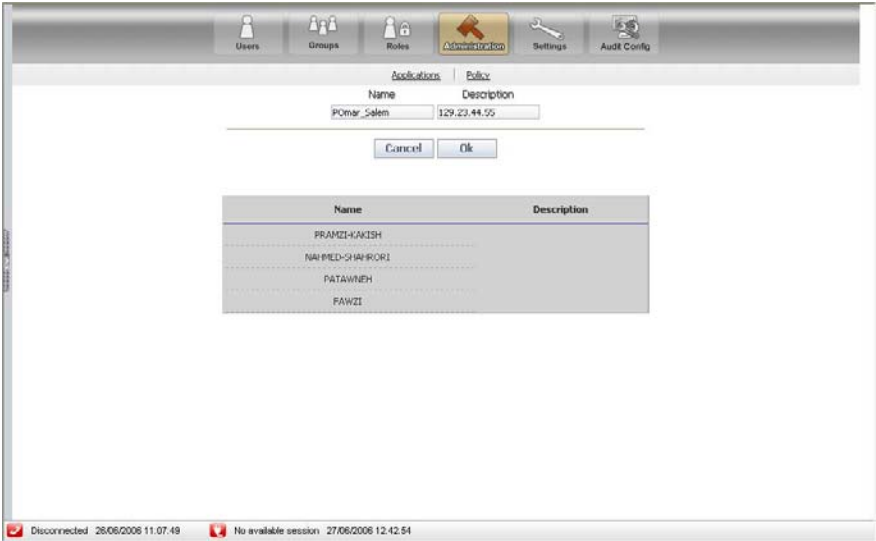 Users Groups Roles Administration Settings Audit Config
Applications Policy
Name Description
POmar_Salem 129.23.44.55
Cancel Ok
Name Description
PRAMZI-KAKISH
NAHMED-SHAHRORI
PATAWNEH
FAWZI
Disconnected 26/06/2006 11.07.49 No available session 27/06/2006 12.42.54